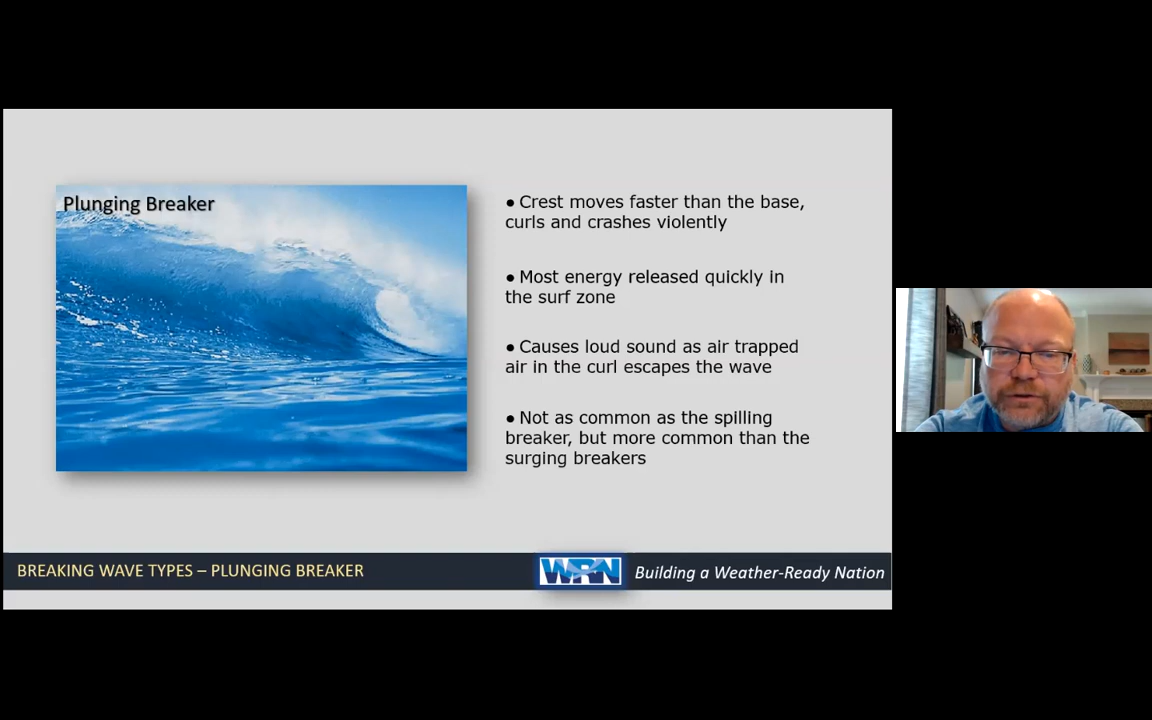 Plunging Breaker
● Crest moves faster than the base,
curls and crashes violently
● Most energy released quickly in
the surf zone
● Causes loud sound as air trapped
air in the curl escapes the wave
● Not as common as the spilling
breaker, but more common than the
surging breakers
BREAKING WAVE TYPES – PLUNGING BREAKER
WRN
Building a Weather-Ready Nation